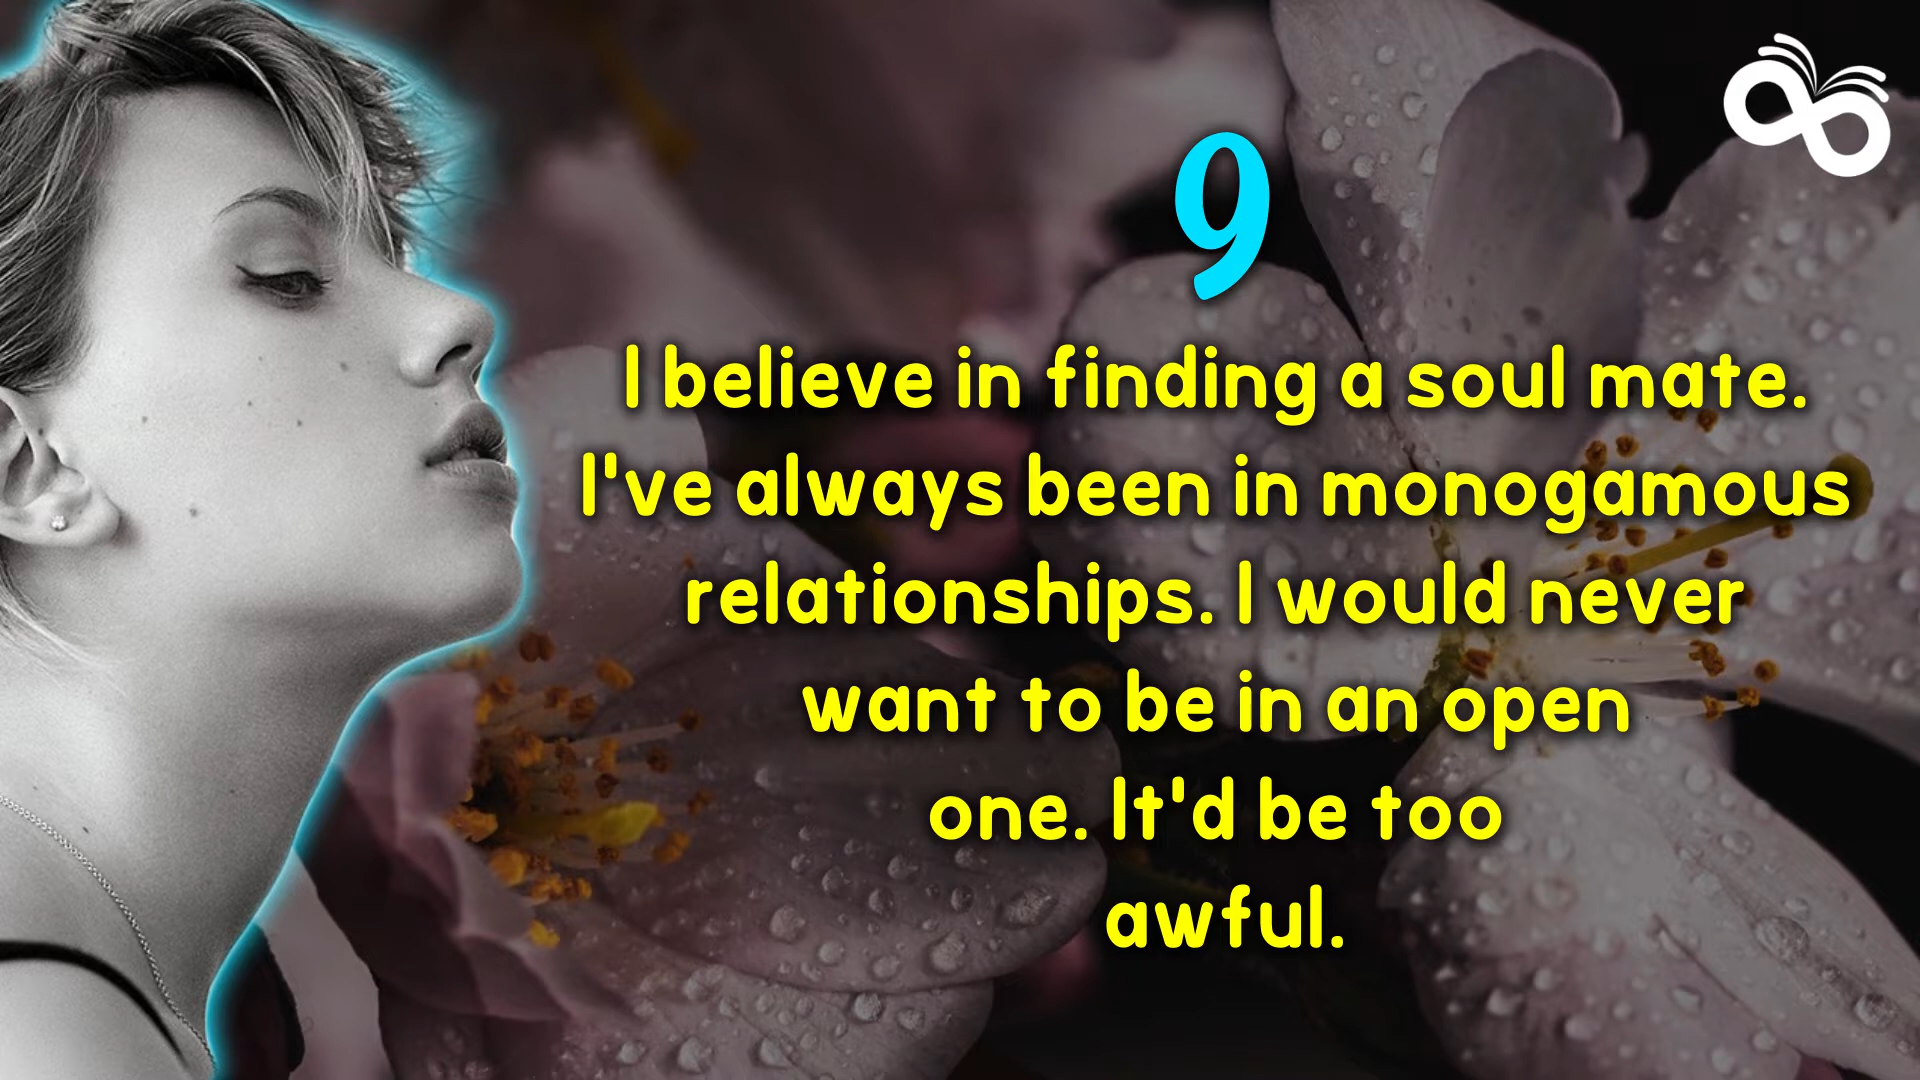 9
I believe in finding a soul mate.
I've always been in monogamous
relationships. I would never
want to be in an open
one. It'd be too
awful.